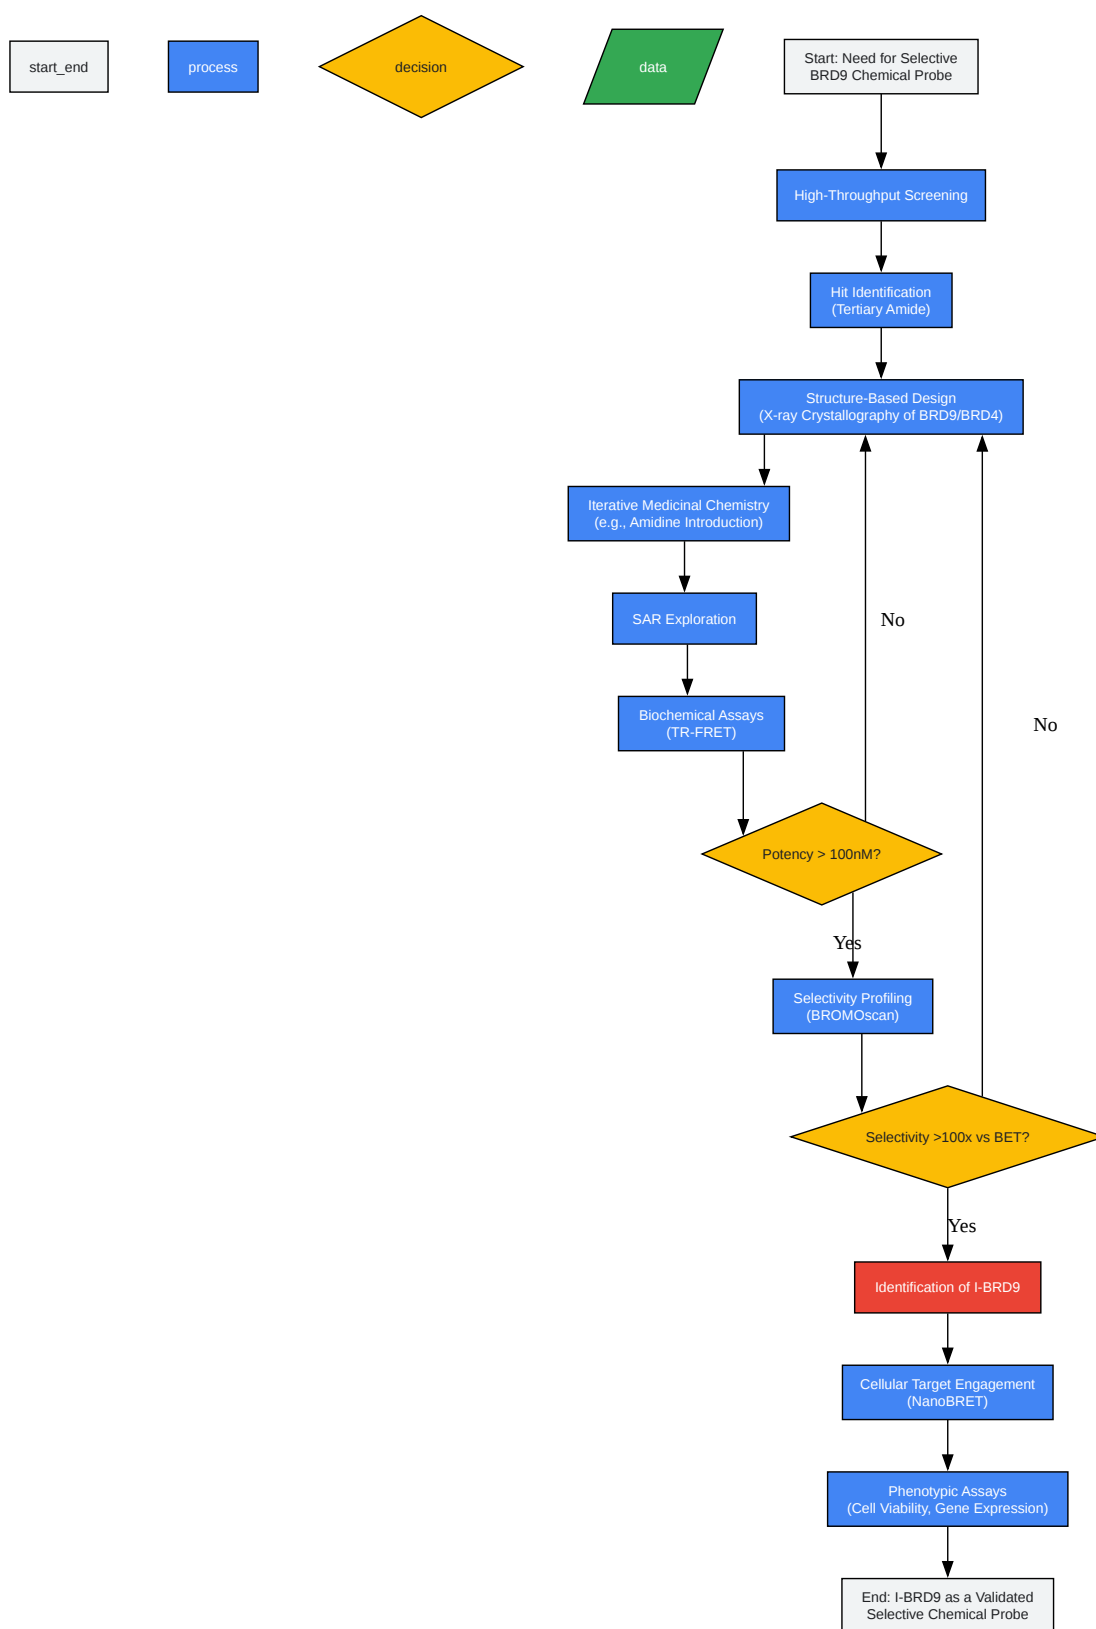 start_end
process
decision
data
Start: Need for Selective
BRD9 Chemical Probe
High-Throughput Screening
Hit Identification
(Tertiary Amide)
Structure-Based Design
(X-ray Crystallography of BRD9/BRD4)
Iterative Medicinal Chemistry
(e.g., Amidine Introduction)
SAR Exploration
No
Biochemical Assays
(TR-FRET)
No
Potency > 100nM?
Yes
Selectivity Profiling
(BROMOscan)
Selectivity >100x vs BET?
Yes
Identification of I-BRD9
Cellular Target Engagement
(NanoBRET)
Phenotypic Assays
(Cell Viability, Gene Expression)
End: I-BRD9 as a Validated
Selective Chemical Probe